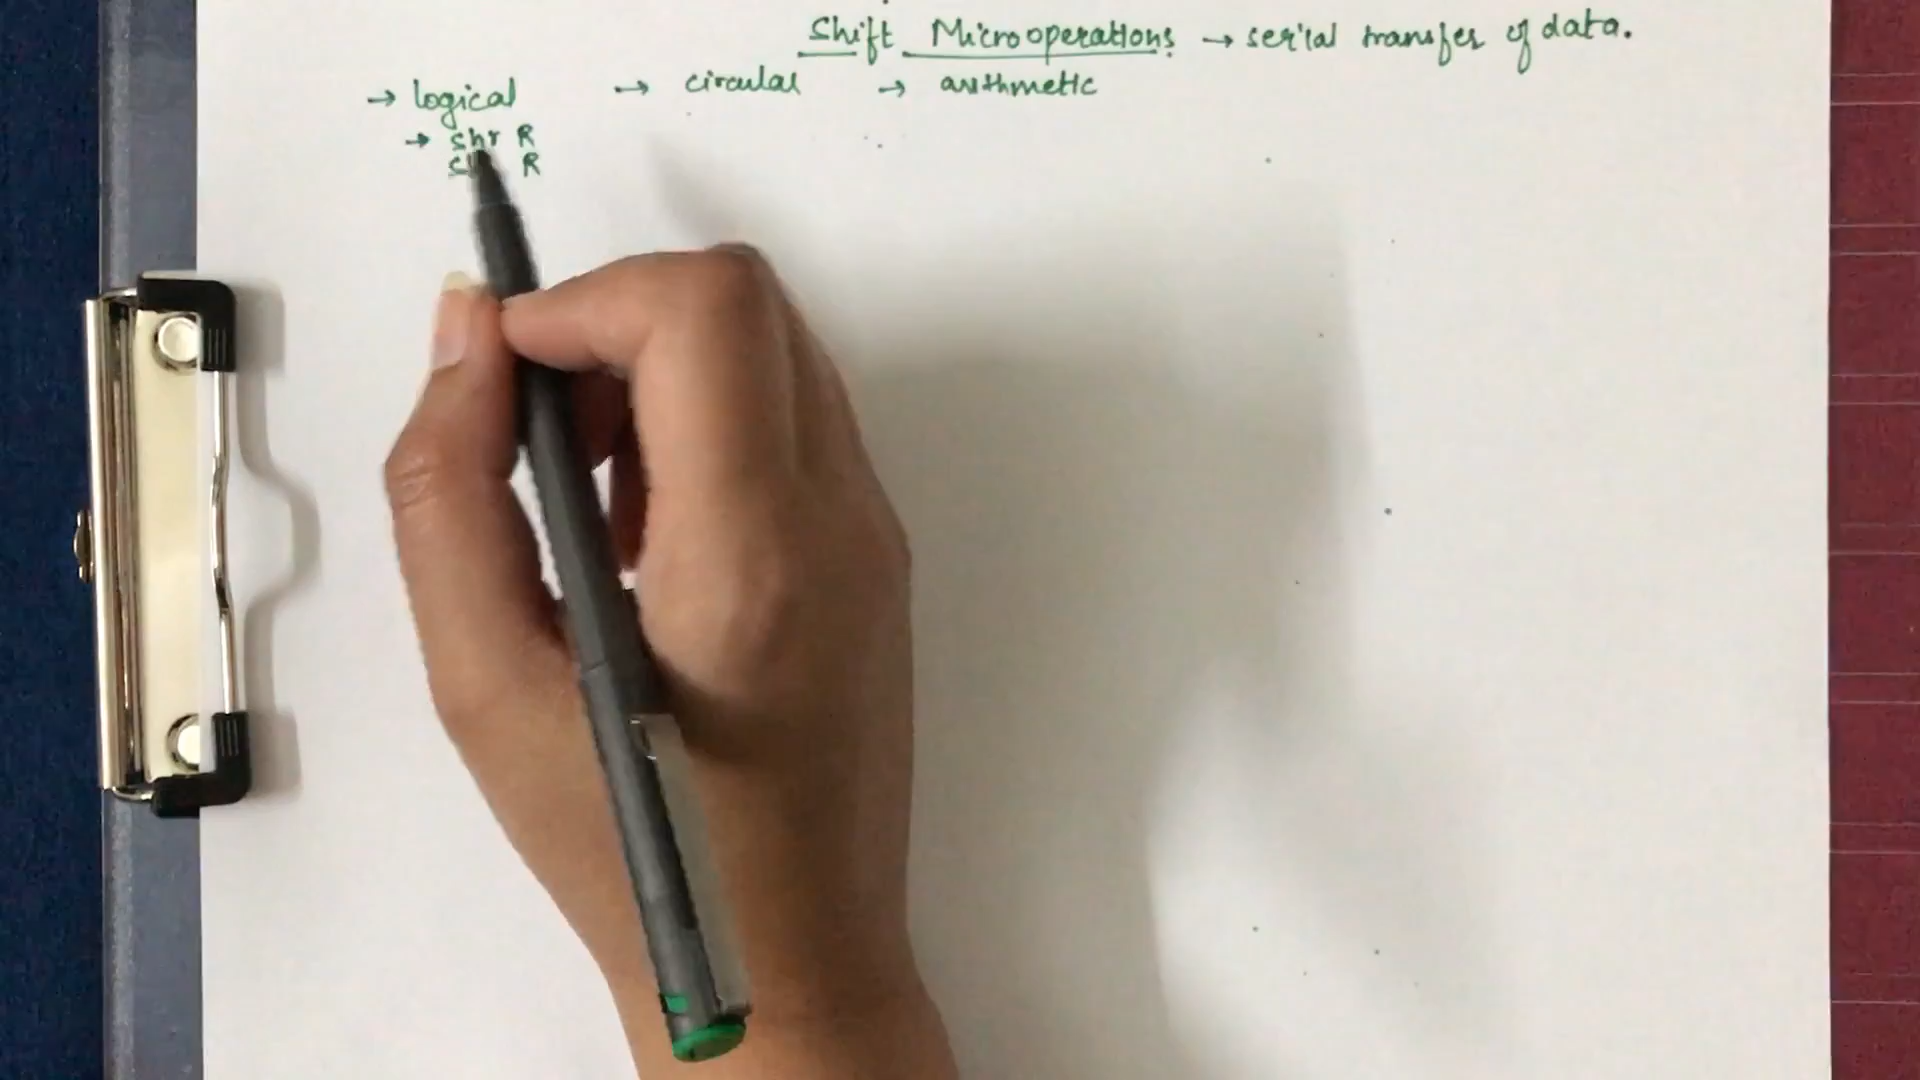 Shift Microoperations → serial transfer of data.
→ logical → circular → arithmetic
→ shr R
R